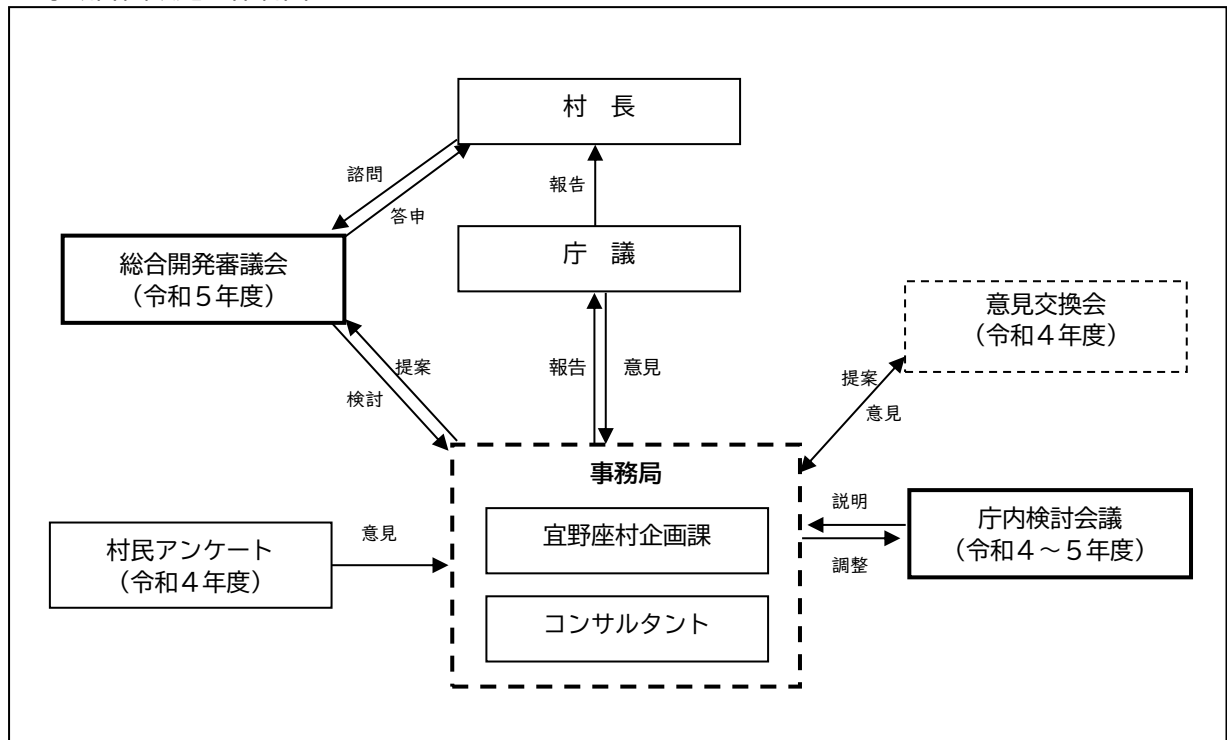 村　長
諮問
報告
答申
庁　議
総合開発審議会
（令和５年度）
意見交換会
（令和４年度）
提案
報告
意見
検討
提案
意見
事務局
説明
宜野座村企画課
庁内検討会議
（令和４～５年度）
意見
村民アンケート
（令和４年度）
調整
コンサルタント